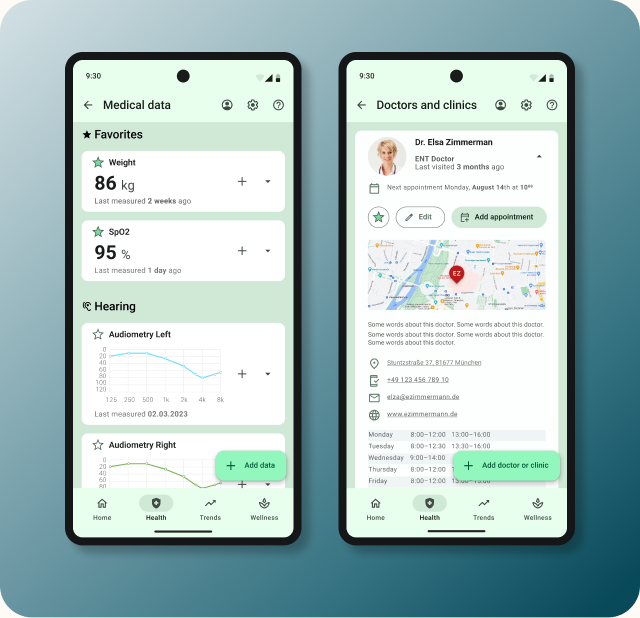 9:30
Medical data
Favorites
Weight
86 kg
Last measured 2 weeks ago
SpO2
95 %
Last measured 1 day ago
Hearing
Audiometry Left
0
20
40
60
80
100
120
125 250 500 1k 2k 4k 8k
Last measured 02.03.2023
Audiometry Right
0
20
40
60
80
Add data
Home Health Trends Wellness
9:30
Doctors and clinics
Dr. Elsa Zimmerman
ENT Doctor
Last visited 3 months ago
Next appointment Monday, August 14th at 10⁰⁰
Edit
Add appointment
EZ
Some words about this doctor. Some words about this doctor.
Some words about this doctor. Some words about this doctor.
Some words about this doctor.
Stuntzstraße 37, 81677 München
+49 123 456 789 10
elza@ezimmermann.de
www.ezimmermann.de
Monday 8:00–12:00 13:00–16:00
Tuesday 8:00–12:30 13:30–16:00
Wednesday 9:00–14:00
Thursday 8:00–12:00
Friday 8:00–12:00
Add doctor or clinic
Home Health Trends Wellness